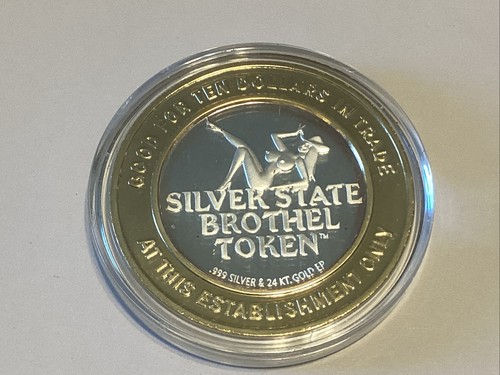 GOOD FOR TEN DOLLARS IN TRADE
SILVER STATE
BROTHEL
TOKEN™
.999 SILVER & 24 KT. GOLD EP
AT THIS ESTABLISHMENT ONLY